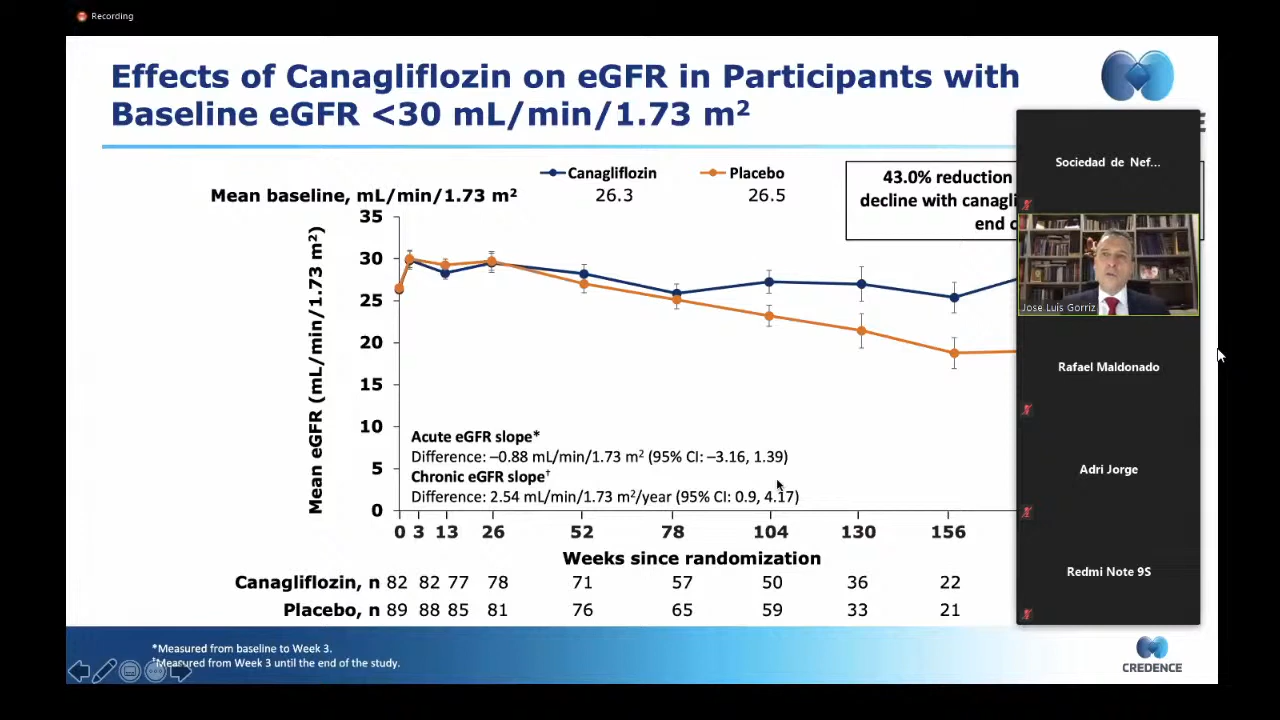 Recording
Effects of Canagliflozin on eGFR in Participants with
Baseline eGFR <30 mL/min/1.73 m²
Canagliflozin Placebo
Mean baseline, mL/min/1.73 m² 26.3 26.5
43.0% reduction
decline with canagli
end o
Mean eGFR (mL/min/1.73 m²)
35
30
25
20
15
10
5
0
Acute eGFR slope*
Difference: –0.88 mL/min/1.73 m² (95% CI: –3.16, 1.39)
Chronic eGFR slope†
Difference: 2.54 mL/min/1.73 m²/year (95% CI: 0.9, 4.17)
0 3 13 26 52 78 104 130 156
Weeks since randomization
Canagliflozin, n 82 82 77 78 71 57 50 36 22
Placebo, n 89 88 85 81 76 65 59 33 21
*Measured from baseline to Week 3.
†Measured from Week 3 until the end of the study.
CREDENCE
Sociedad de Nef...
Jose Luis Gorriz
Rafael Maldonado
Adri Jorge
Redmi Note 9S